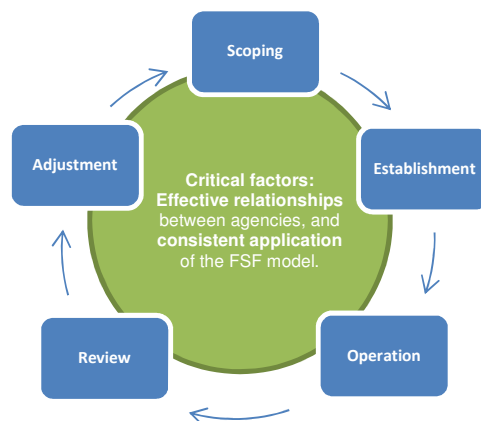 Scoping
Adjustment
Establishment
Critical factors:
Effective relationships
between agencies, and
consistent application
of the FSF model.
Review
Operation